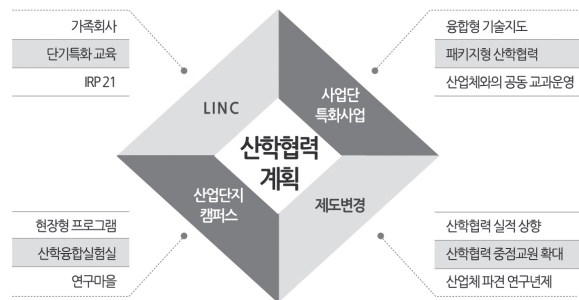 가족회사
단기특화 교육
IRP 21
융합형 기술지도
패키지형 산학협력
산업체와의 공동 교과운영
LINC
사업단
특화사업
산학협력
계획
산업단지
캠퍼스
제도변경
현장형 프로그램
산학융합실험실
연구마을
산학협력 실적 상향
산학협력 중점교원 확대
산업체 파견 연구년제